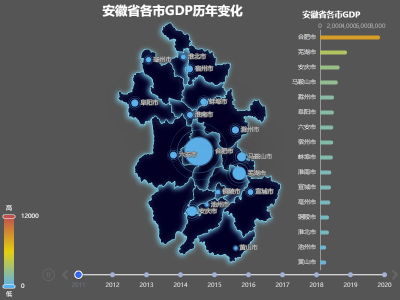 安徽省各市GDP历年变化
安徽省各市GDP
0 2,000 4,000 6,000 8,000
合肥市
芜湖市
安庆市
马鞍山市
滁州市
阜阳市
六安市
宿州市
蚌埠市
淮南市
宣城市
亳州市
铜陵市
淮北市
池州市
黄山市
淮北市
亳州市
宿州市
阜阳市
蚌埠市
淮南市
滁州市
六安市
合肥市
马鞍山市
芜湖市
铜陵市
宣城市
池州市
安庆市
黄山市
高
12000
0
低
2011 2012 2013 2014 2015 2016 2017 2018 2019 2020